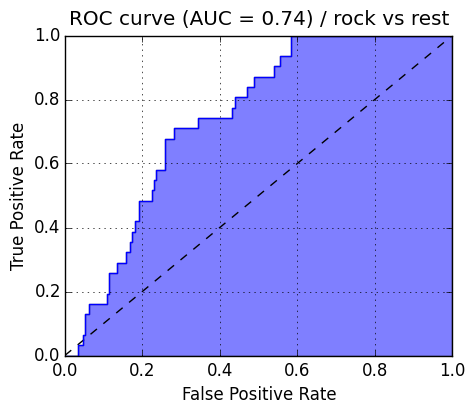 ROC curve (AUC = 0.74) / rock vs rest
1.0
0.8
0.6
0.4
0.2
0.0
True Positive Rate
0.0 0.2 0.4 0.6 0.8 1.0
False Positive Rate